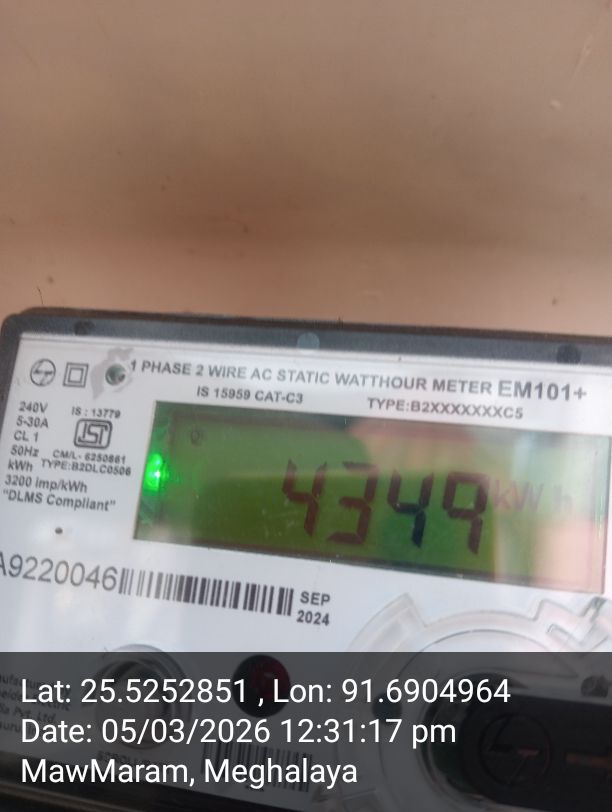 1 PHASE 2 WIRE AC STATIC WATTHOUR METER EM101+
IS 15959 CAT-C3
TYPE:B2XXXXXXXC5
240V
5-30A
CL 1
50Hz
kWh
3200 imp/kWh
"DLMS Compliant"
IS : 13779
ISI
CM/L- 6250861
TYPE:B2DLC0506
4349 kWh
A9220046
SEP
2024
Lat: 25.5252851 , Lon: 91.6904964
Date: 05/03/2026 12:31:17 pm
MawMaram, Meghalaya